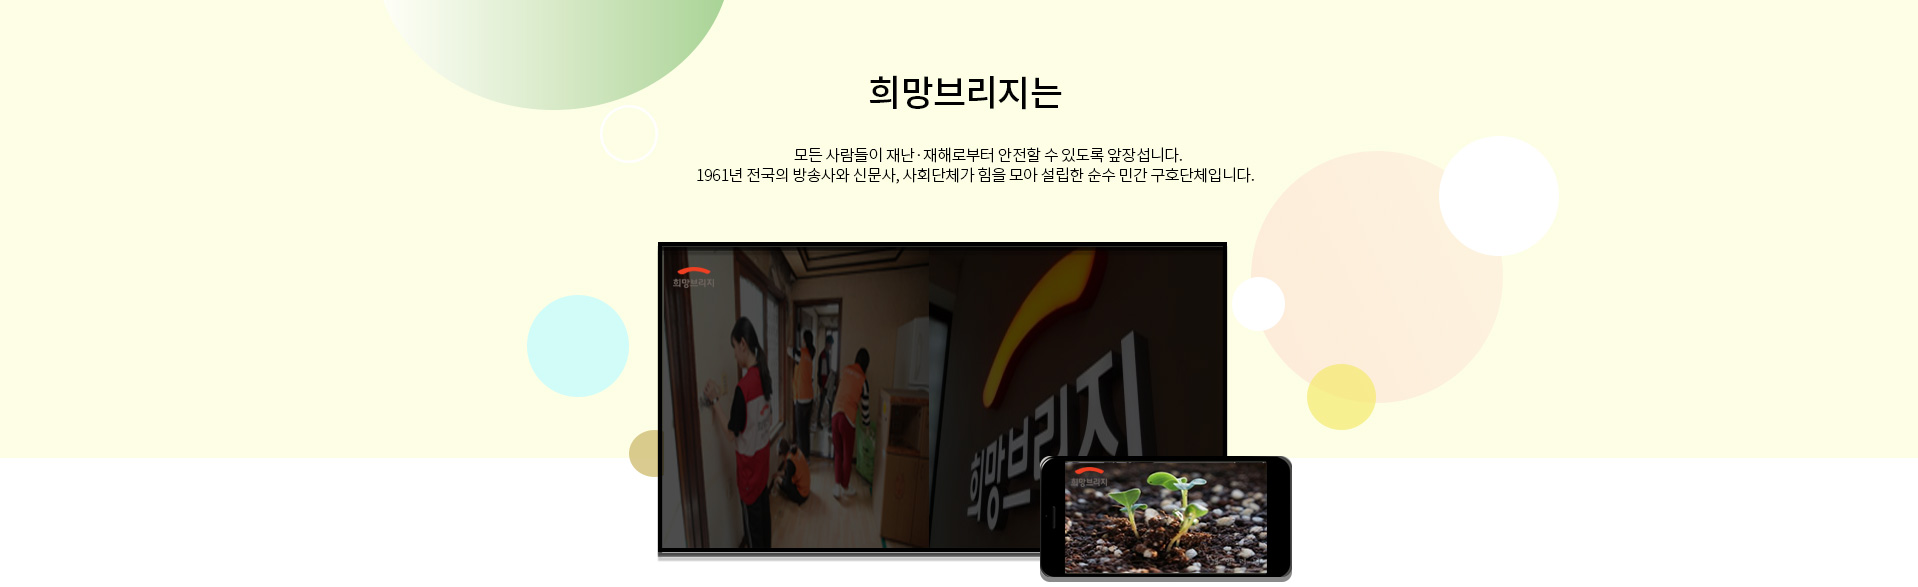 희망브리지는
모든 사람들이 재난·재해로부터 안전할 수 있도록 앞장섭니다.
1961년 전국의 방송사와 신문사, 사회단체가 힘을 모아 설립한 순수 민간 구호단체입니다.
희망브리지
희망브리지
희망브리지